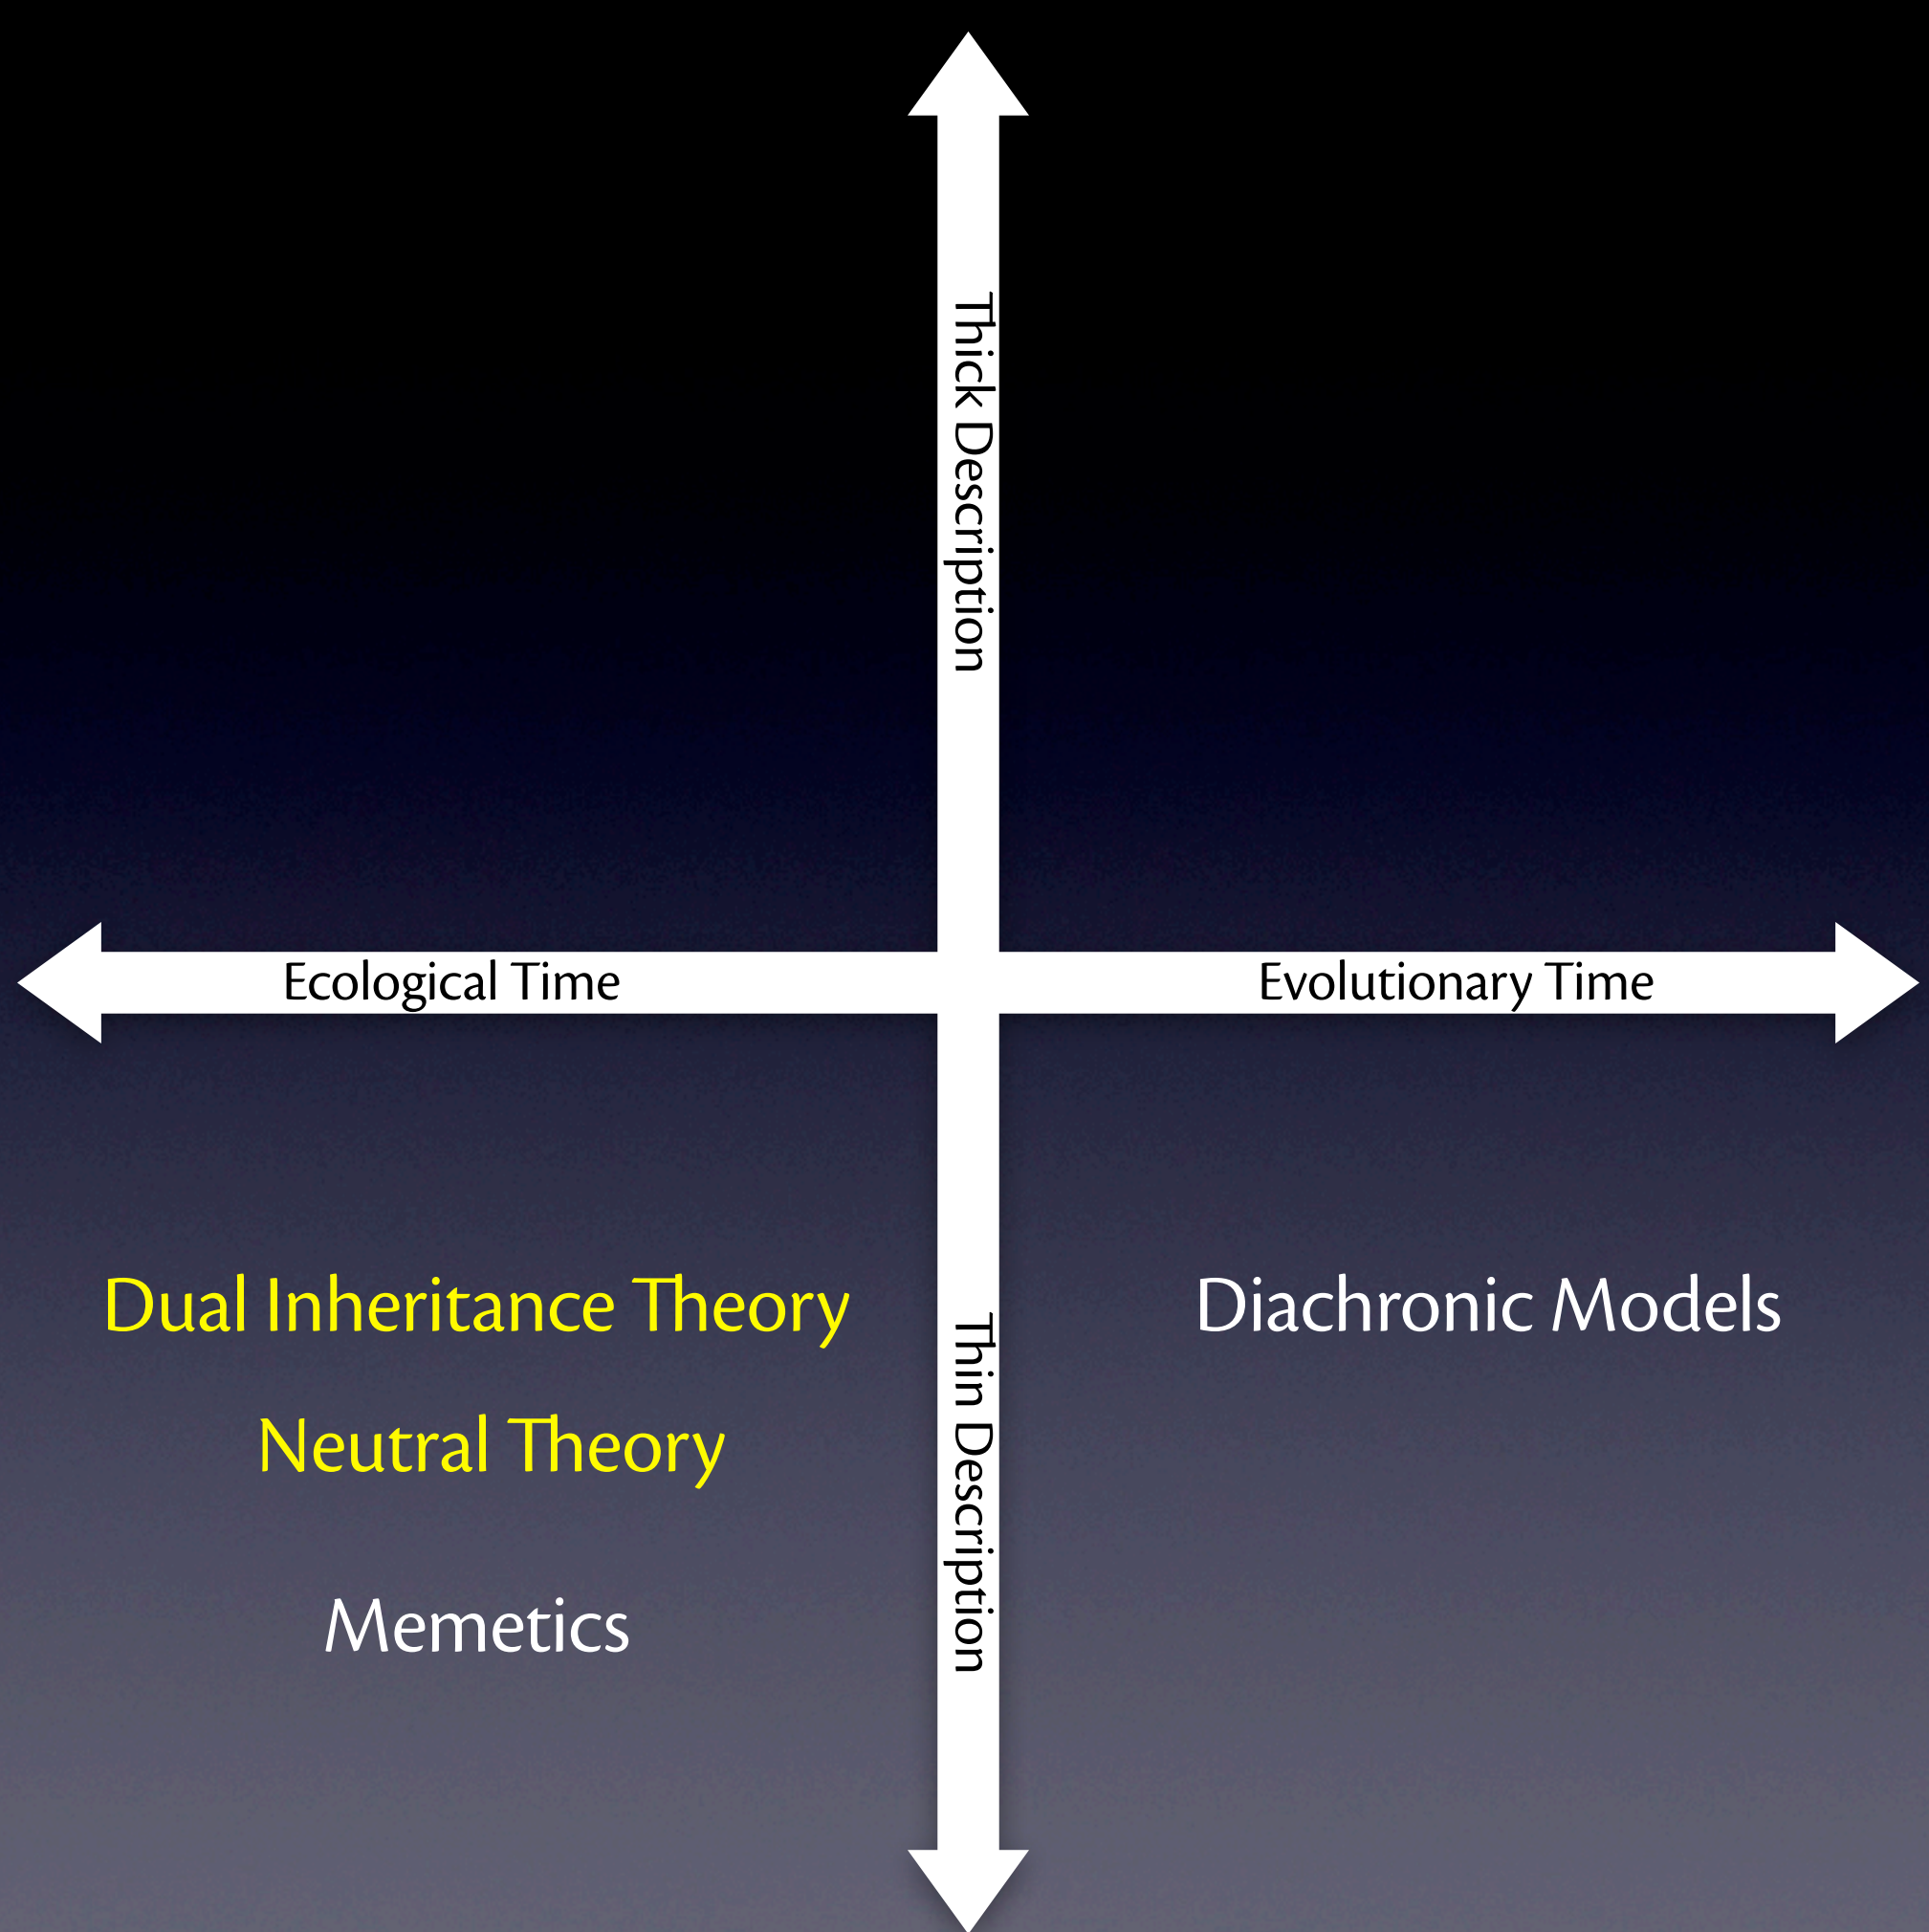 Thick Description
Ecological Time
Evolutionary Time
Dual Inheritance Theory
Diachronic Models
Neutral Theory
Thin Description
Memetics